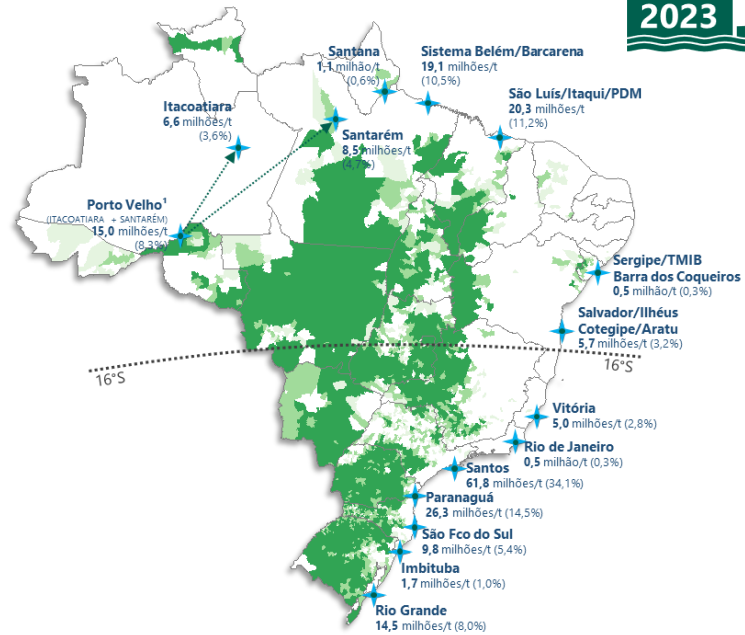 2023
Santana
1,1 milhão/t
(0,6%)
Sistema Belém/Barcarena
19,1 milhões/t
(10,5%)
São Luís/Itaqui/PDM
20,3 milhões/t
(11,2%)
Itacoatiara
6,6 milhões/t
(3,6%)
Santarém
8,5 milhões/t
(4,7%)
Porto Velho¹
(ITACOATIARA + SANTARÉM)
15,0 milhões/t
(8,3%)
Sergipe/TMIB
Barra dos Coqueiros
0,5 milhão/t (0,3%)
Salvador/Ilhéus
Cotegipe/Aratu
5,7 milhões/t (3,2%)
16°S
16°S
Vitória
5,0 milhões/t (2,8%)
Rio de Janeiro
0,5 milhão/t (0,3%)
Santos
61,8 milhões/t (34,1%)
Paranaguá
26,3 milhões/t (14,5%)
São Fco do Sul
9,8 milhões/t (5,4%)
Imbituba
1,7 milhões/t (1,0%)
Rio Grande
14,5 milhões/t (8,0%)